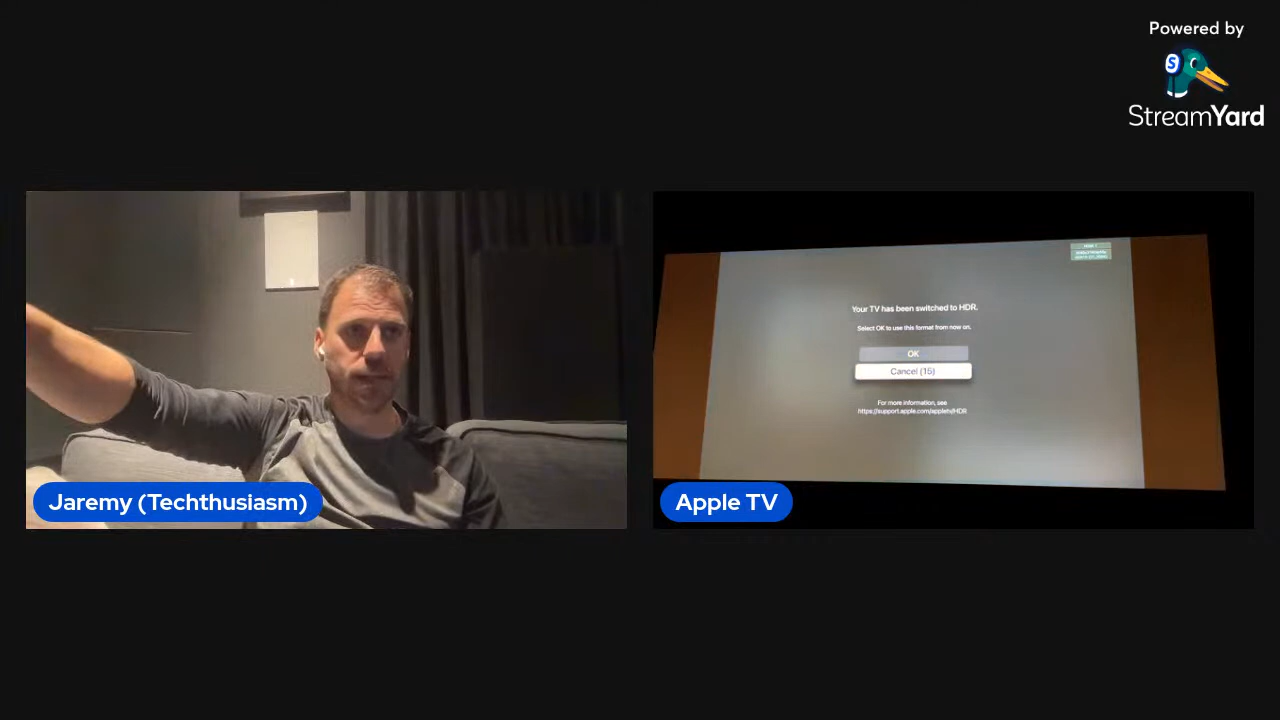 Powered by
S
StreamYard
Your TV has been switched to HDR.
Select OK to use this format from now on.
OK
Cancel (15)
For more information, see
https://support.apple.com/appletv/HDR
Jaremy (Techthusiasm)
Apple TV